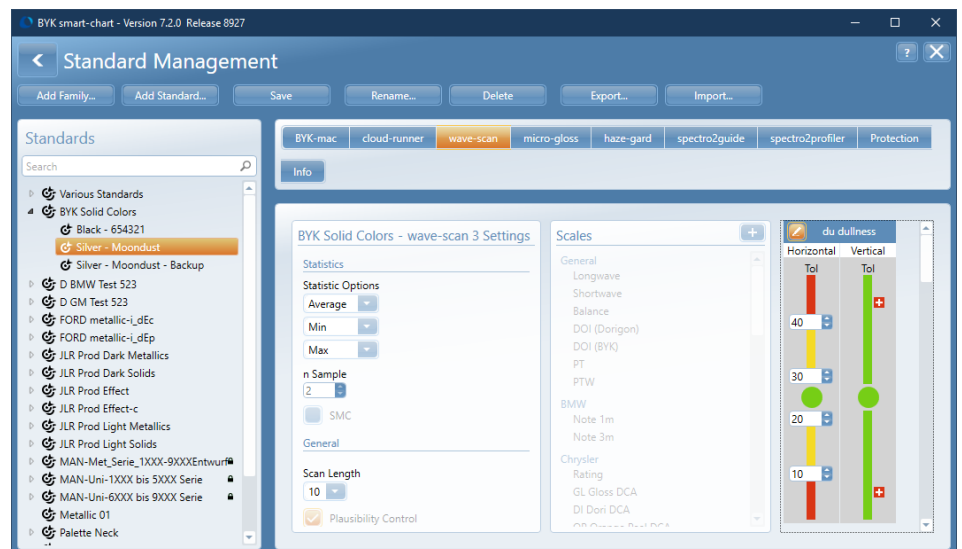 BYK smart-chart - Version 7.2.0 Release 8927
Standard Management
?
Add Family...
Add Standard...
Save
Rename...
Delete
Export...
Import...
Standards
Search
Various Standards
BYK Solid Colors
Black - 654321
Silver - Moondust
Silver - Moondust - Backup
D BMW Test 523
D GM Test 523
FORD metallic-i_dEc
FORD metallic-i_dEp
JLR Prod Dark Metallics
JLR Prod Dark Solids
JLR Prod Effect
JLR Prod Effect-c
JLR Prod Light Metallics
JLR Prod Light Solids
MAN-Met_Serie_1XXX-9XXXEntwurf
MAN-Uni-1XXX bis 5XXX Serie
MAN-Uni-6XXX bis 9XXX Serie
Metallic 01
Palette Neck
BYK-mac
cloud-runner
wave-scan
micro-gloss
haze-gard
spectro2guide
spectro2profiler
Protection
Info
BYK Solid Colors - wave-scan 3 Settings
Statistics
Statistic Options
Average
Min
Max
n Sample
2
SMC
General
Scan Length
10
Plausibility Control
Scales
General
Longwave
Shortwave
Balance
DOI (Dorigon)
DOI (BYK)
PT
PTW
BMW
Note 1m
Note 3m
Chrysler
Rating
GL Gloss DCA
DI Dori DCA
OP Orange Peel DCA
du dullness
Horizontal Vertical
Tol Tol
40
30
20
10